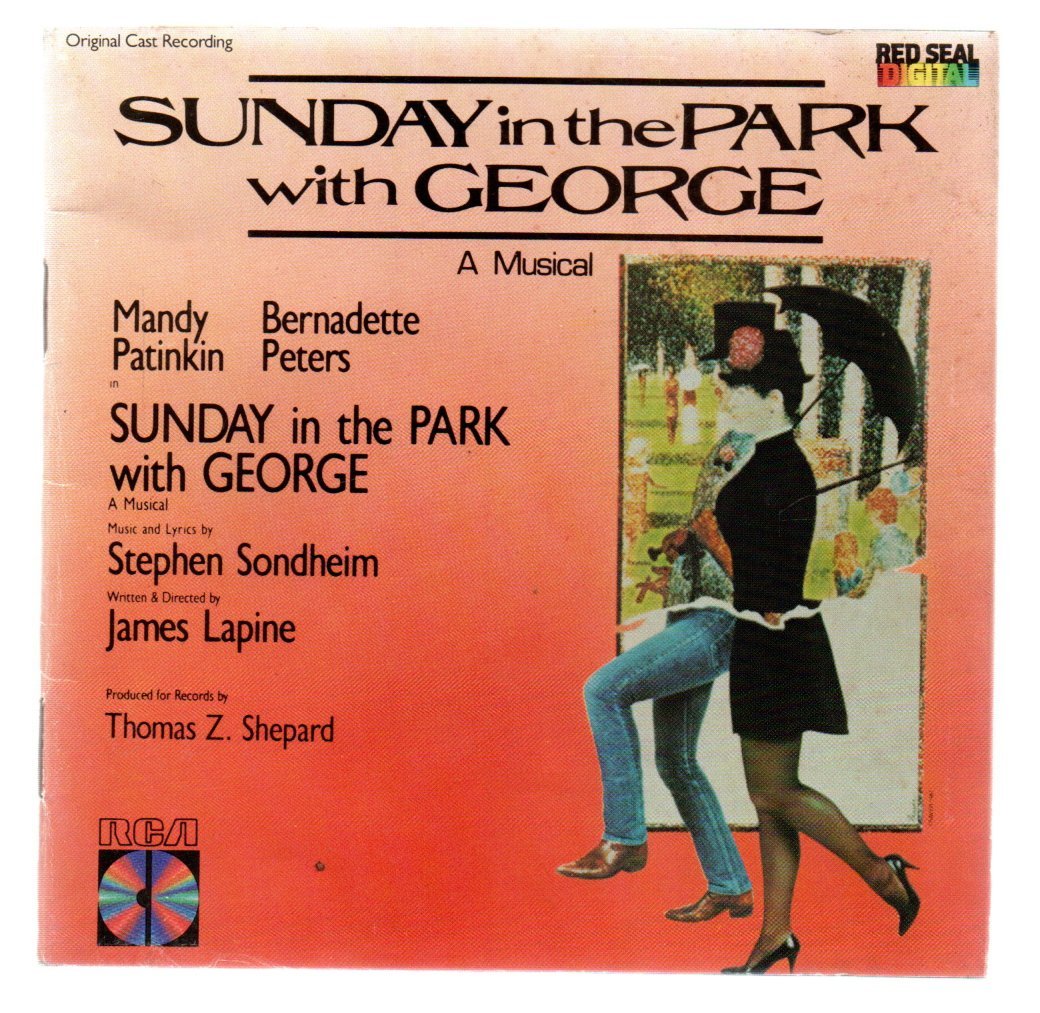 Original Cast Recording
RED SEAL
DIGITAL
SUNDAY in the PARK
with GEORGE
A Musical
Mandy Patinkin
Bernadette Peters
in
SUNDAY in the PARK
with GEORGE
A Musical
Music and Lyrics by
Stephen Sondheim
Written & Directed by
James Lapine
Produced for Records by
Thomas Z. Shepard
RCA